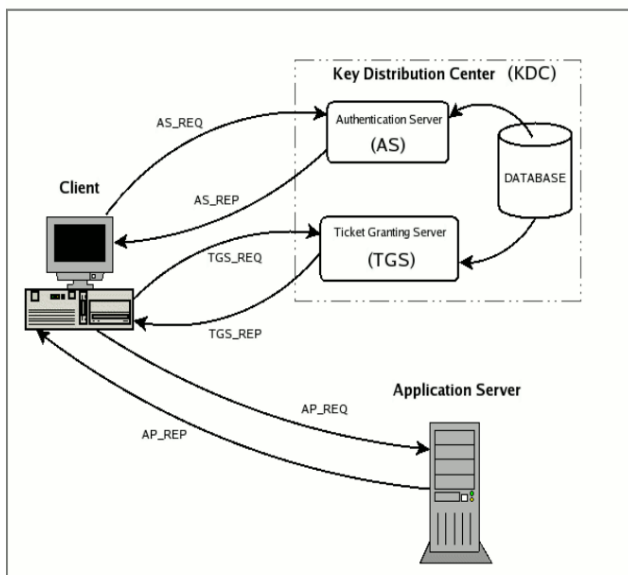 Key Distribution Center (KDC)
AS_REQ
Authentication Server
(AS)
Client
AS_REP
DATABASE
Ticket Granting Server
(TGS)
TGS_REQ
TGS_REP
Application Server
AP_REQ
AP_REP